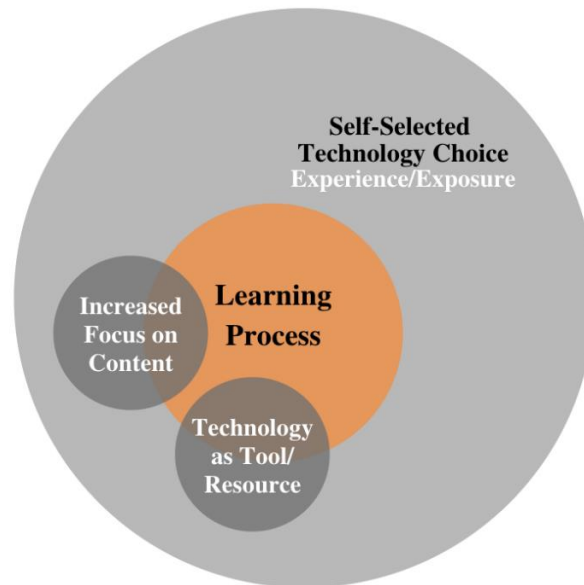 Self-Selected
Technology Choice
Experience/Exposure
Learning
Process
Increased
Focus on
Content
Technology
as Tool/
Resource